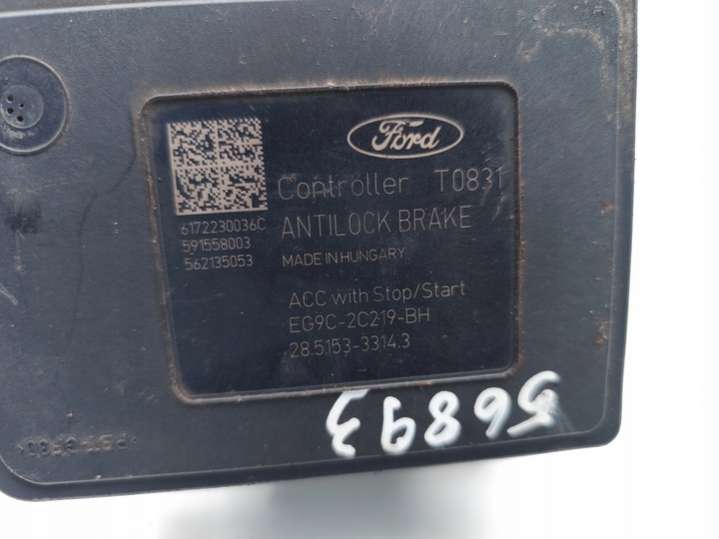 Ford
Controller T0831
6172230036C
591558003
562135053
ANTILOCK BRAKE
MADE IN HUNGARY
ACC with Stop/Start
EG9C-2C219-BH
28.5153-3314.3
56893